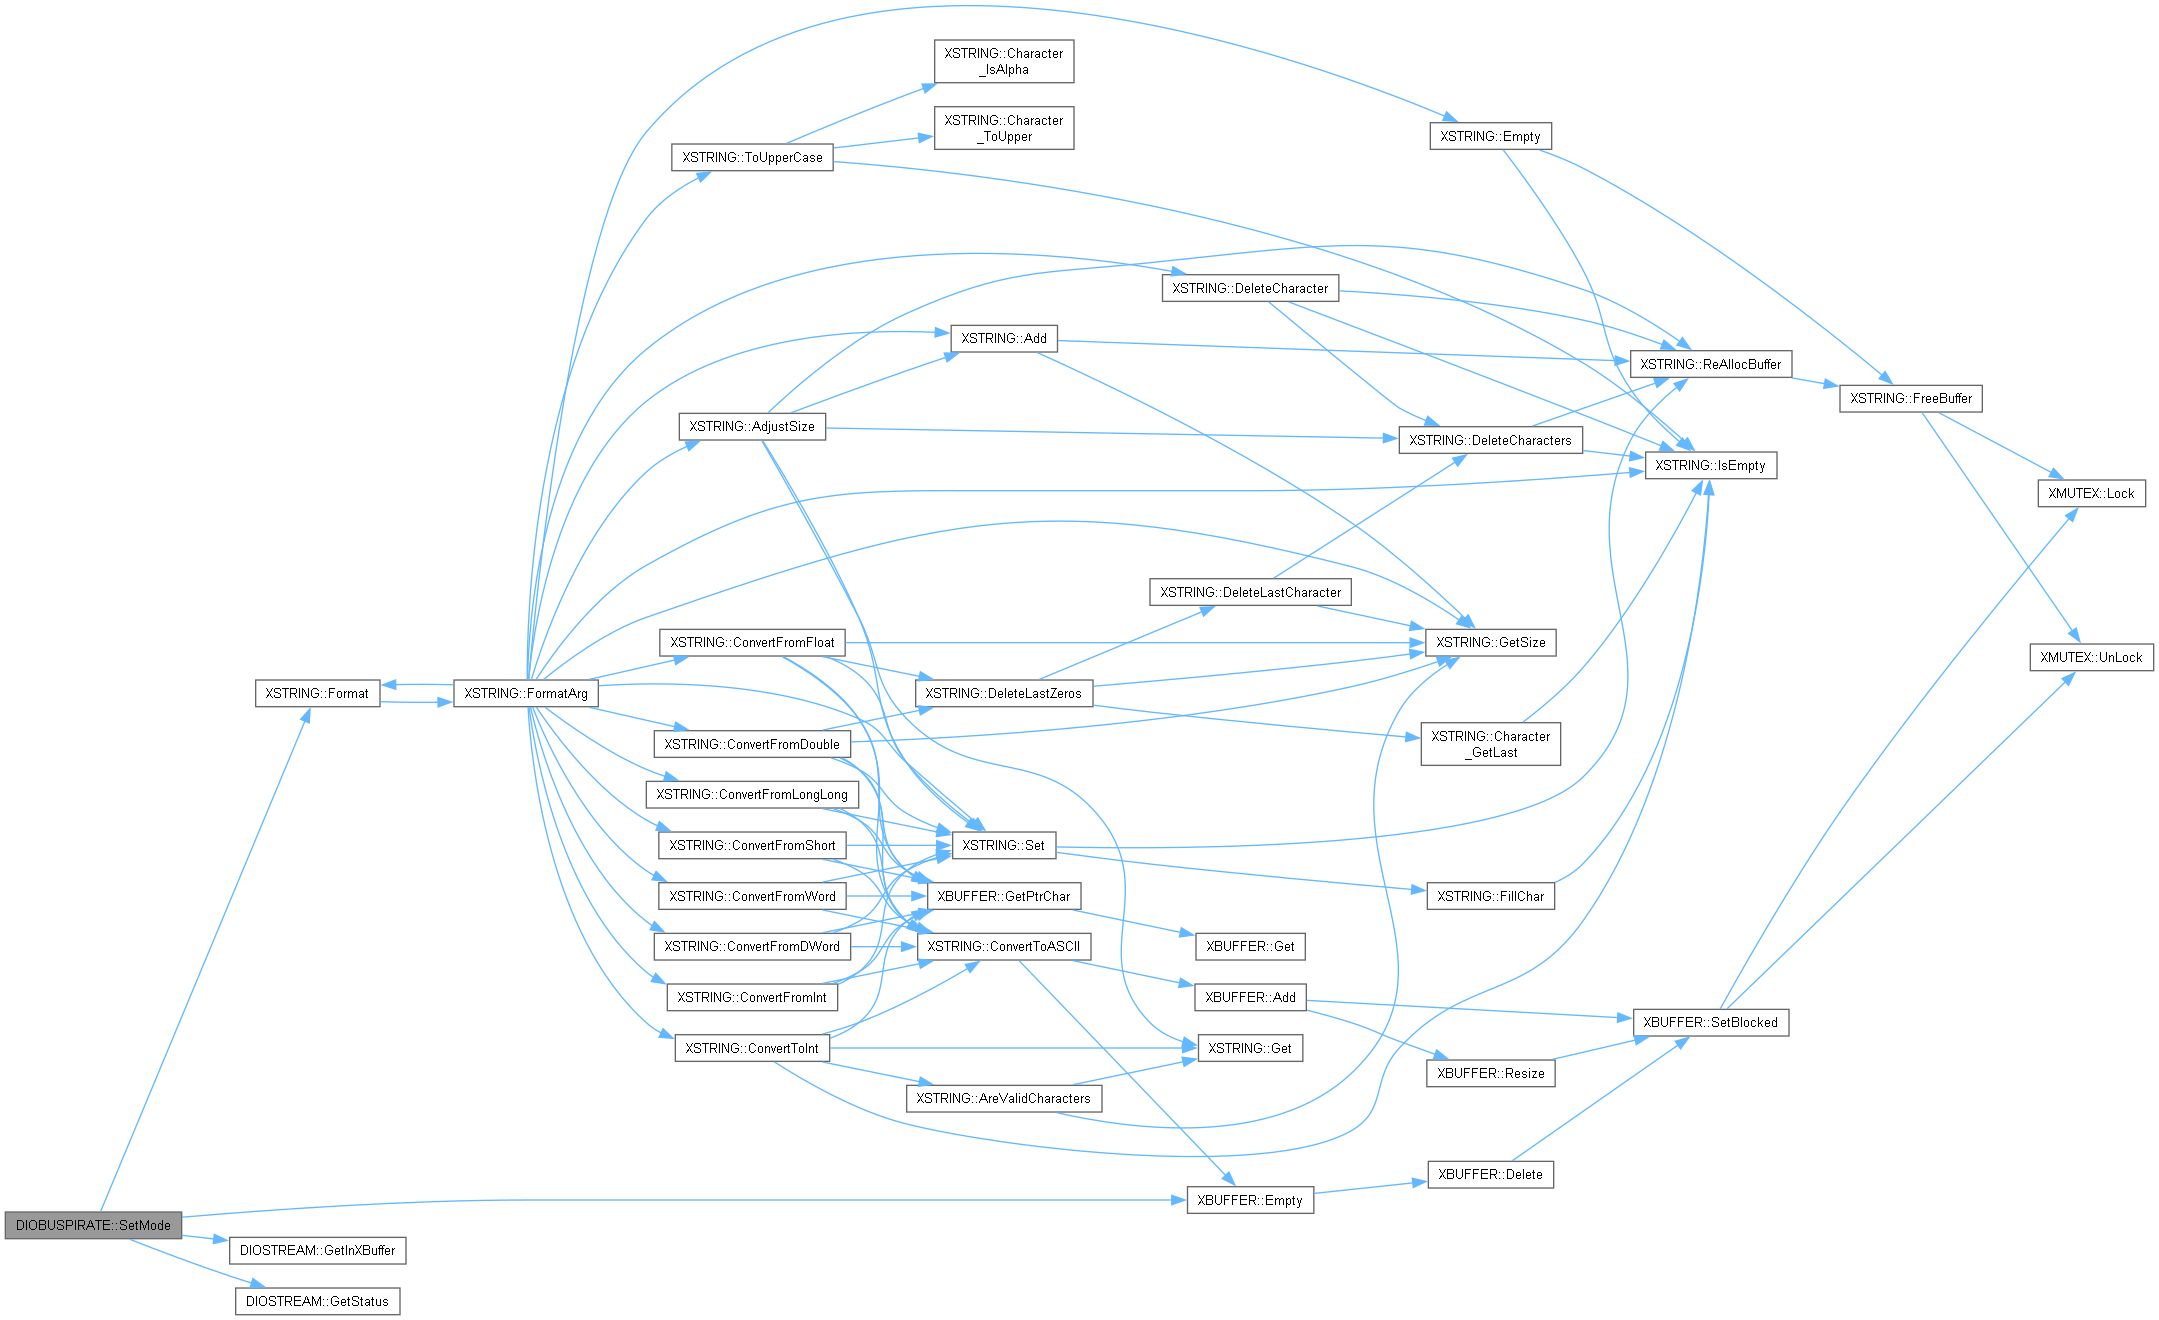 XSTRING::Character
_IsAlpha
XSTRING::Character
_ToUpper
XSTRING::Empty
XSTRING::ToUpperCase
XSTRING::DeleteCharacter
XSTRING::Add
XSTRING::ReAllocBuffer
XSTRING::FreeBuffer
XSTRING::AdjustSize
XSTRING::DeleteCharacters
XSTRING::IsEmpty
XMUTEX::Lock
XSTRING::DeleteLastCharacter
XSTRING::ConvertFromFloat
XSTRING::GetSize
XMUTEX::UnLock
XSTRING::Format
XSTRING::FormatArg
XSTRING::DeleteLastZeros
XSTRING::ConvertFromDouble
XSTRING::Character
_GetLast
XSTRING::ConvertFromLongLong
XSTRING::ConvertFromShort
XSTRING::Set
XSTRING::ConvertFromWord
XBUFFER::GetPtrChar
XSTRING::FillChar
XSTRING::ConvertFromDWord
XSTRING::ConvertToASCII
XBUFFER::Get
XSTRING::ConvertFromInt
XBUFFER::Add
XBUFFER::SetBlocked
XSTRING::ConvertToInt
XSTRING::Get
XBUFFER::Resize
XSTRING::AreValidCharacters
XBUFFER::Delete
XBUFFER::Empty
DIOBUSPIRATE::SetMode
DIOSTREAM::GetInXBuffer
DIOSTREAM::GetStatus